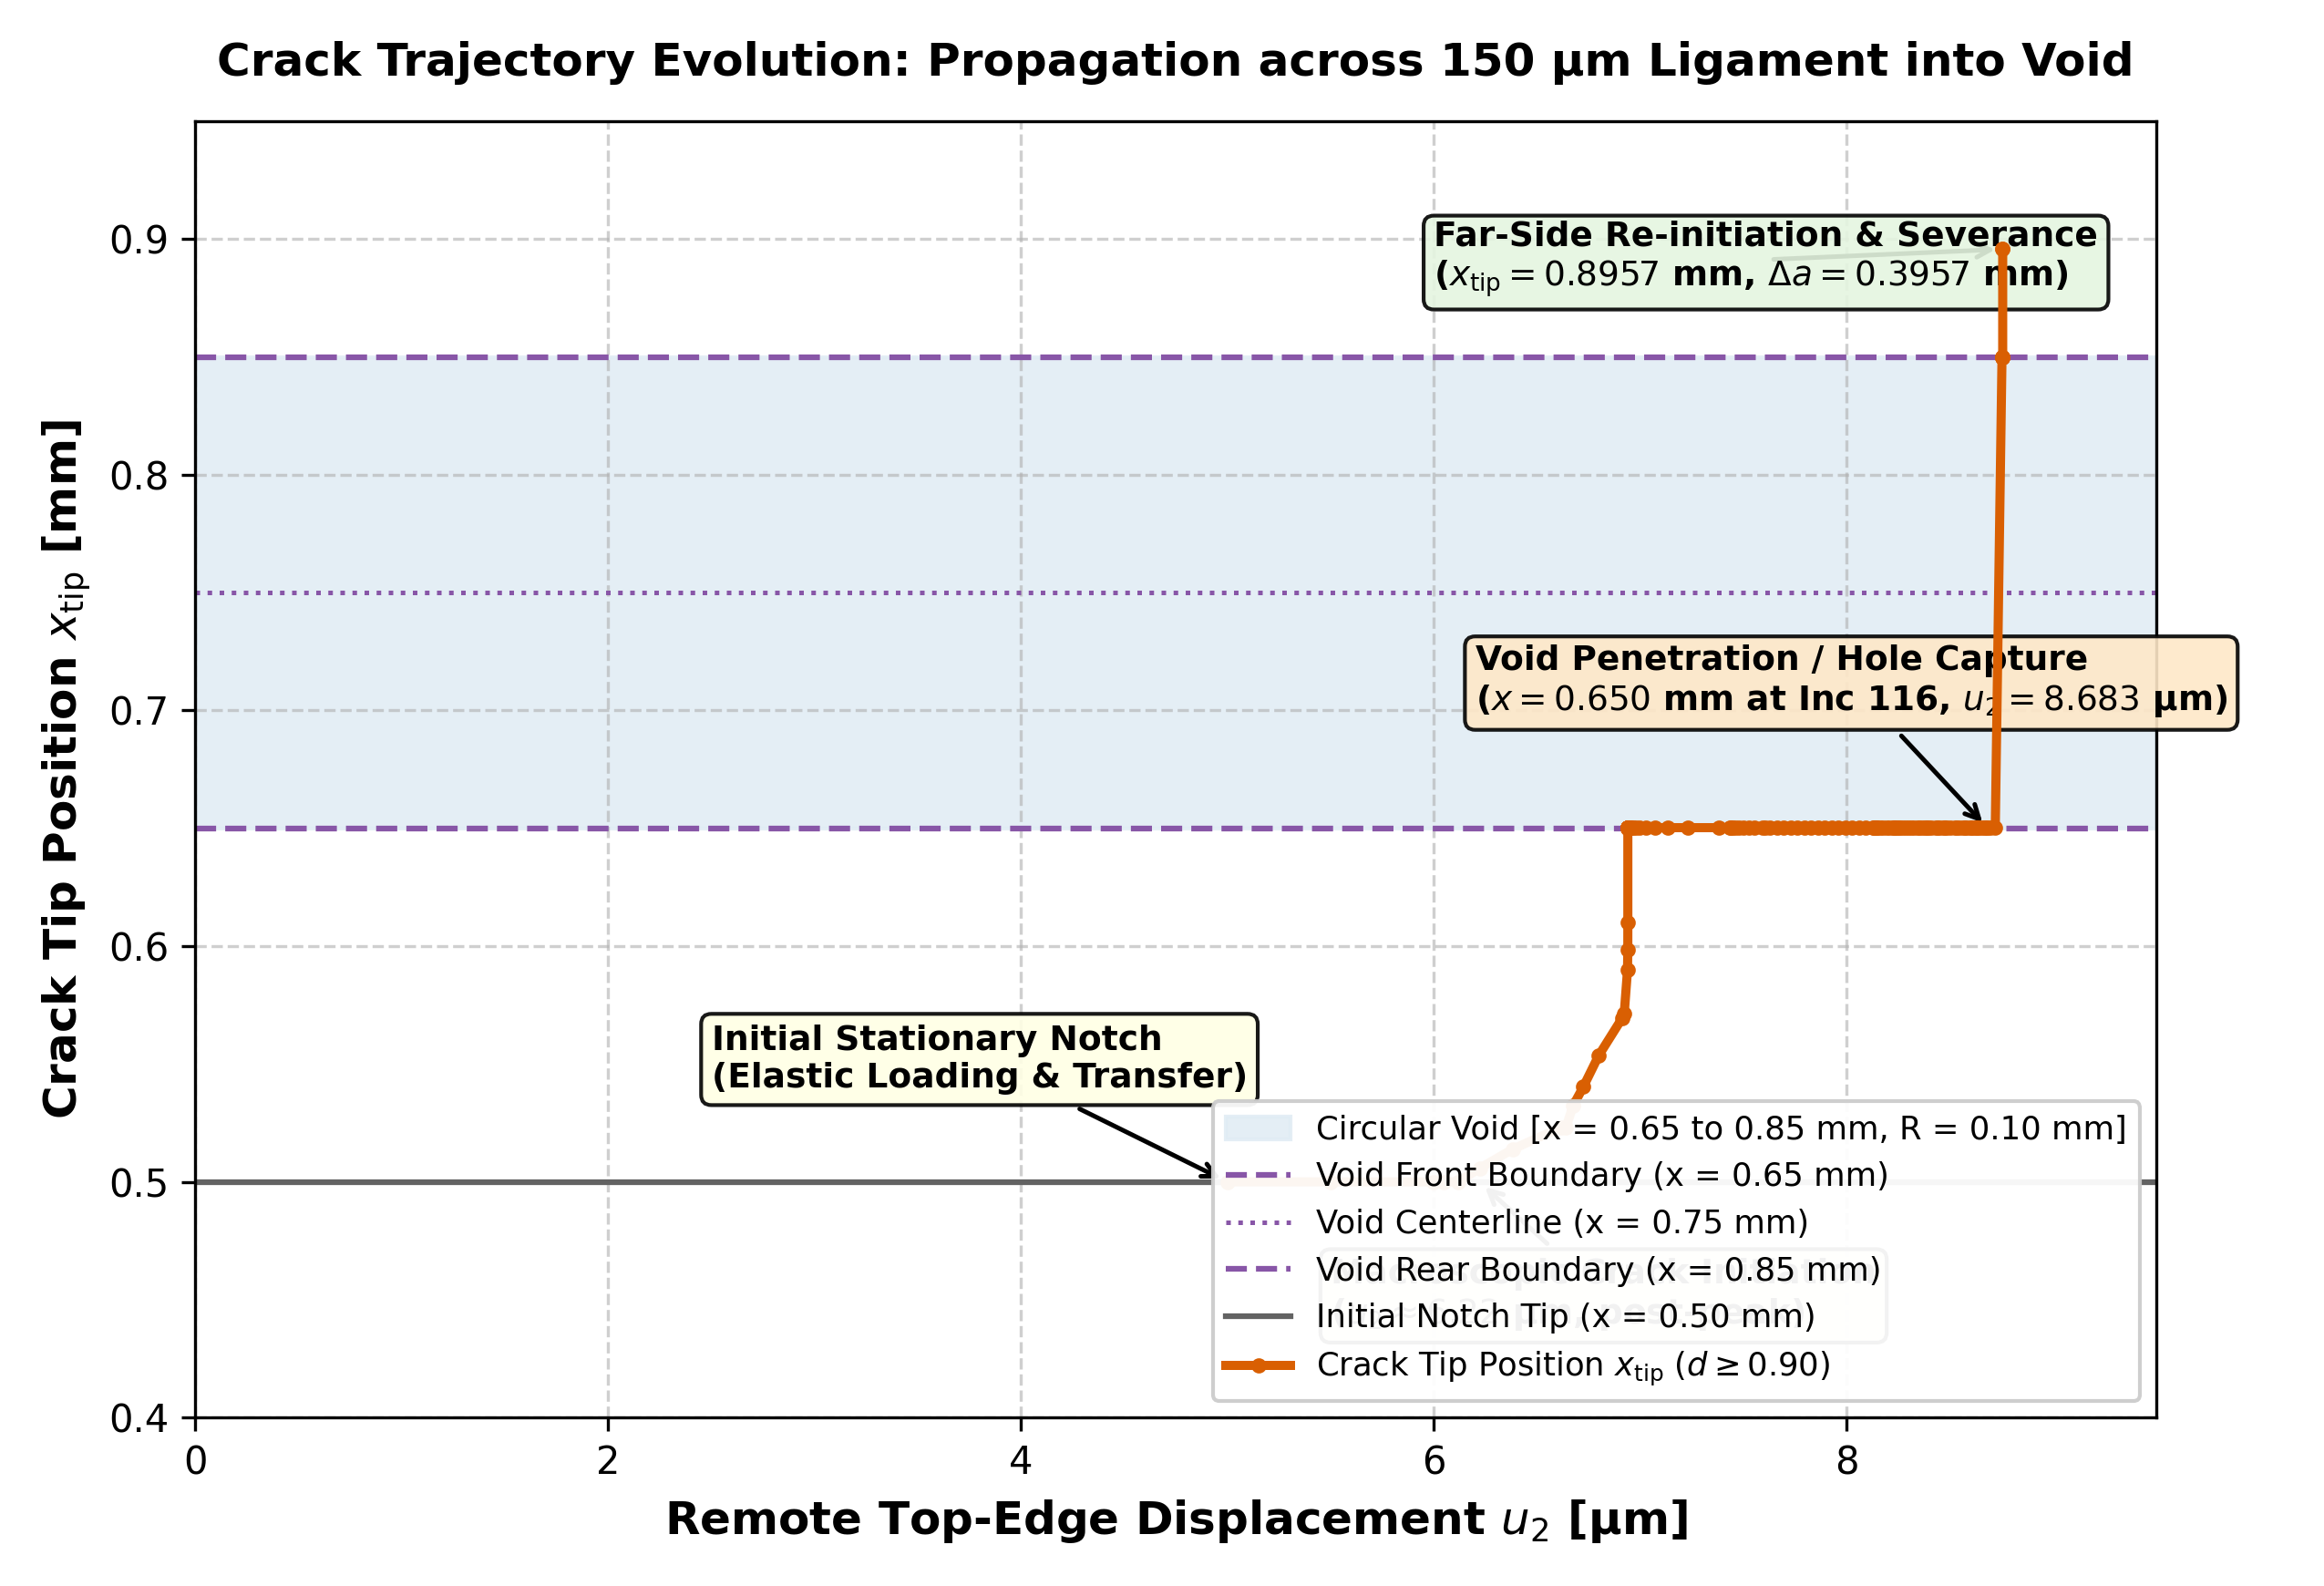 Crack Trajectory Evolution: Propagation across 150 μm Ligament into Void
Crack Tip Position x_tip [mm]
0.9
0.8
0.7
0.6
0.5
0.4
Far-Side Re-initiation & Severance
(x_tip = 0.8957 mm, Δa = 0.3957 mm)
Void Penetration / Hole Capture
(x = 0.650 mm at Inc 116, u_2 = 8.683 μm)
Initial Stationary Notch
(Elastic Loading & Transfer)
Circular Void [x = 0.65 to 0.85 mm, R = 0.10 mm]
Void Front Boundary (x = 0.65 mm)
Void Centerline (x = 0.75 mm)
Void Rear Boundary (x = 0.85 mm)
Initial Notch Tip (x = 0.50 mm)
Crack Tip Position x_tip (d ≥ 0.90)
0
2
4
6
8
Remote Top-Edge Displacement u_2 [μm]